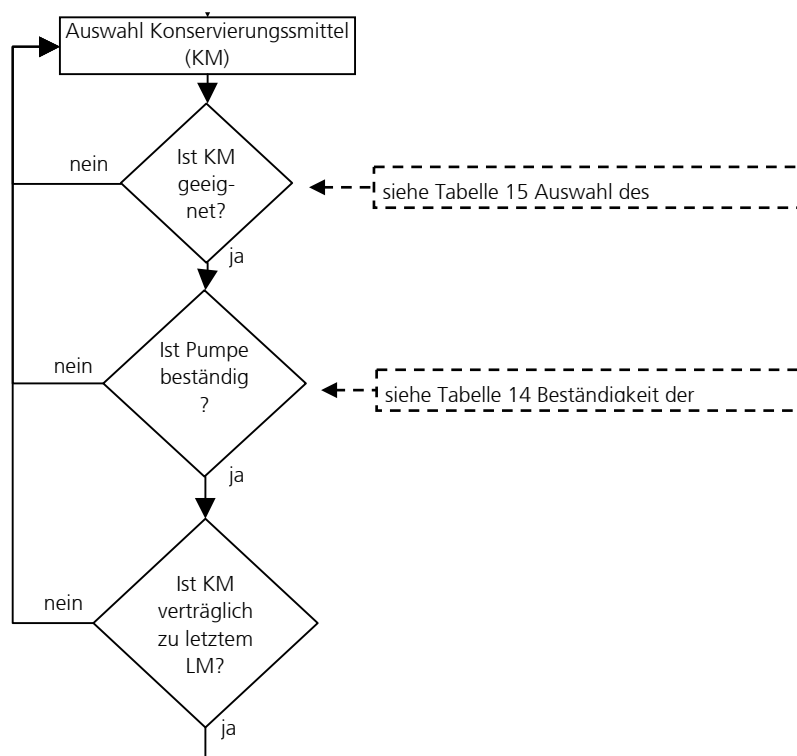 Auswahl Konservierungssmittel
(KM)
nein
Ist KM
geeig-
net?
siehe Tabelle 15 Auswahl des
ja
nein
Ist Pumpe
beständig
?
siehe Tabelle 14 Beständigkeit der
ja
nein
Ist KM
verträglich
zu letztem
LM?
ja